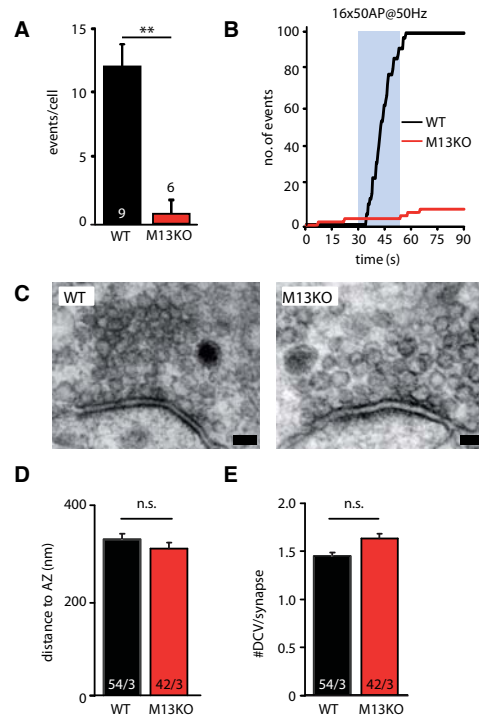 A
**
events/cell
15
10
5
0
9
6
WT
M13KO
B
16x50AP@50Hz
no. of events
100
80
60
40
20
0
WT
M13KO
0 15 30 45 60 75 90
time (s)
C
WT
M13KO
D
n.s.
distance to AZ (nm)
400
200
0
54/3
42/3
WT
M13KO
E
n.s.
#DCV/synapse
2.0
1.5
1.0
0.5
0.0
54/3
42/3
WT
M13KO